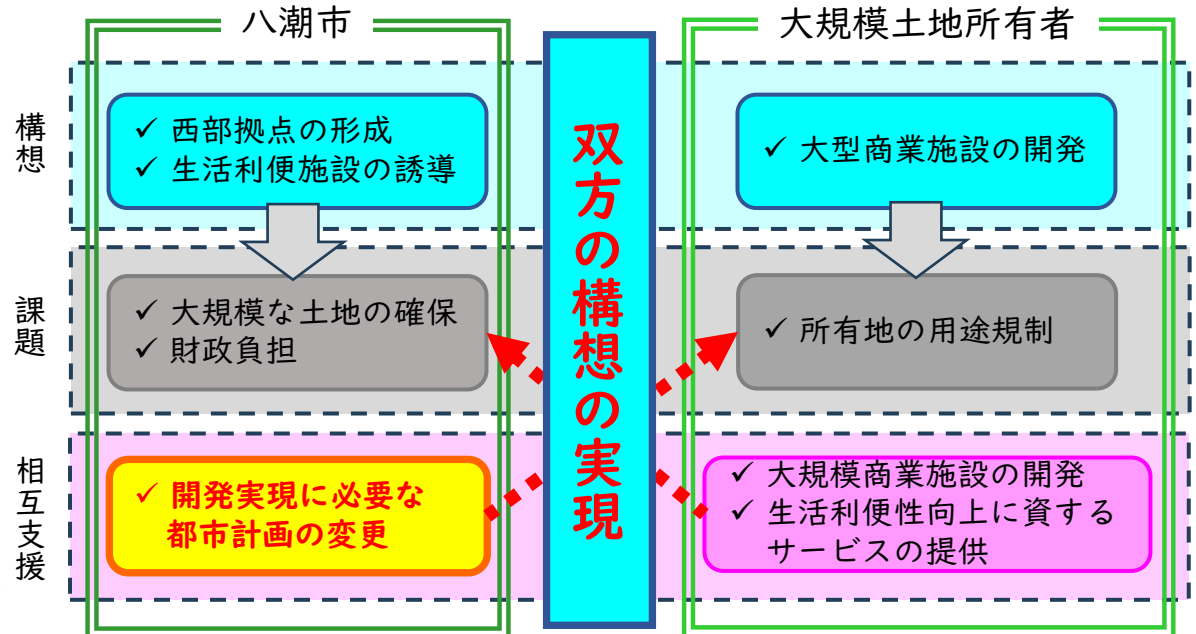 八潮市
大規模土地所有者
構想
✓ 西部拠点の形成
✓ 生活利便施設の誘導
✓ 大型商業施設の開発
双方の構想の実現
課題
✓ 大規模な土地の確保
✓ 財政負担
✓ 所有地の用途規制
相互支援
✓ 開発実現に必要な
都市計画の変更
✓ 大規模商業施設の開発
✓ 生活利便性向上に資する
サービスの提供